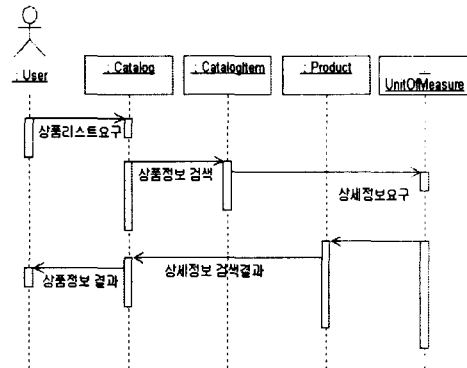 : User
: Catalog
: CatalogItem
: Product
:
UnitOfMeasure
상품리스트요구
상품정보 검색
상세정보요구
상세정보 검색결과
상품정보 결과